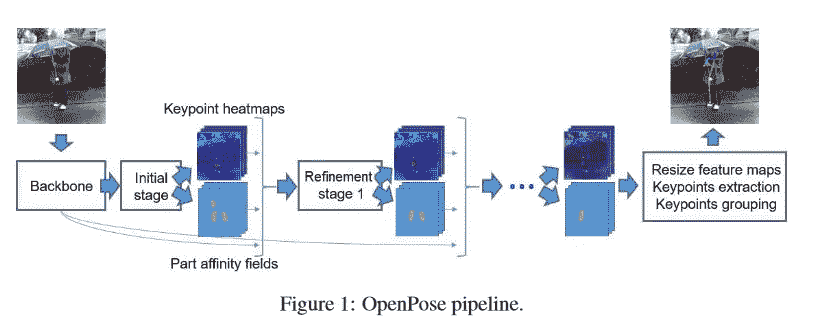 Keypoint heatmaps
Backbone
Initial
stage
Refinement
stage 1
Resize feature maps
Keypoints extraction
Keypoints grouping
Part affinity fields
Figure 1: OpenPose pipeline.